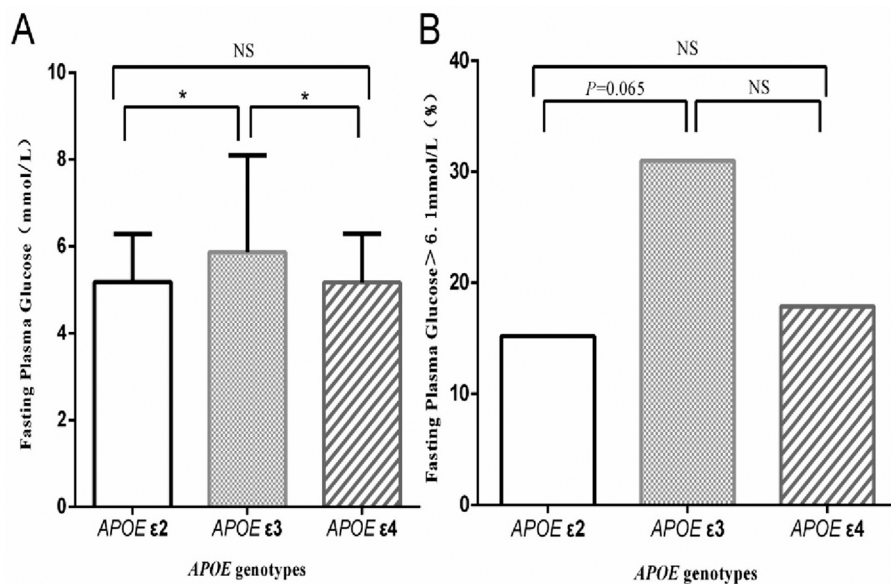 A
NS
*
*
10
8
6
4
2
0
Fasting Plasma Glucose (mmol/L)
APOE ε2
APOE ε3
APOE ε4
APOE genotypes
B
NS
P=0.065
NS
40
30
20
10
0
Fasting Plasma Glucose＞6.1mmol/L (%)
APOE ε2
APOE ε3
APOE ε4
APOE genotypes